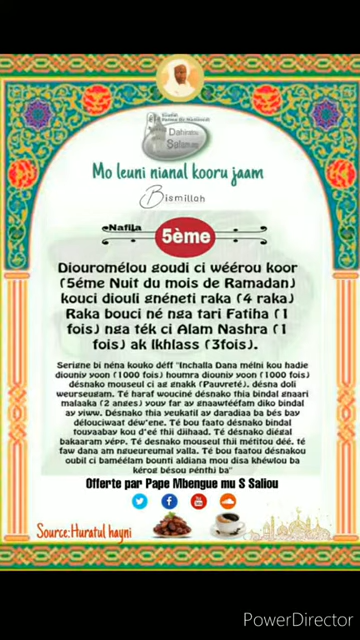 Dahiratou
Salamag
Mo leuni nianal kooru jaam
Bismillah
Nafila
5ème
Diouromélou goudi ci wéérou koor
(5éme Nuit du mois de Ramadan)
kouci diouli gnéneti raka (4 raka)
Raka bouci né nga tari Fatiha (1
fois) nga ték ci Alam Nashra (1
fois) ak Ikhlass (3fois).
Serigne bi néna kouko déff "Inchalla Dana mélni kou hadie
diouniy yoon (1000 fois) houmra diouniy yoon (1000 fois)
désnako mouseul ci ag gnakk (Pauvreté). désna doli
weurseugam. Té haraf wouciné désnako thia bindal gnaari
malaaka (2 anges) youy far ay gnaawtééfam diko bindal
ay yiww. Désnako thia yeukatil ay daradiaa ba bés bay
délouciwaat déw'ene. Té bou faato désnako bindal
touyaabay kou d'eé thii diihaad. Té désnako diégal
bakaaram yépp. Té desnako mouseul thii métitou déé. té
faw dana am ngueureumal yalla. Té bou faatou désnakou
oubil ci baméélam bounti aldiana mou disa khéwlou ba
kérog bésou pénthi ba"
Offerte par Pape Mbengue mu S Saliou
Source:Huratul hayni
PowerDirector